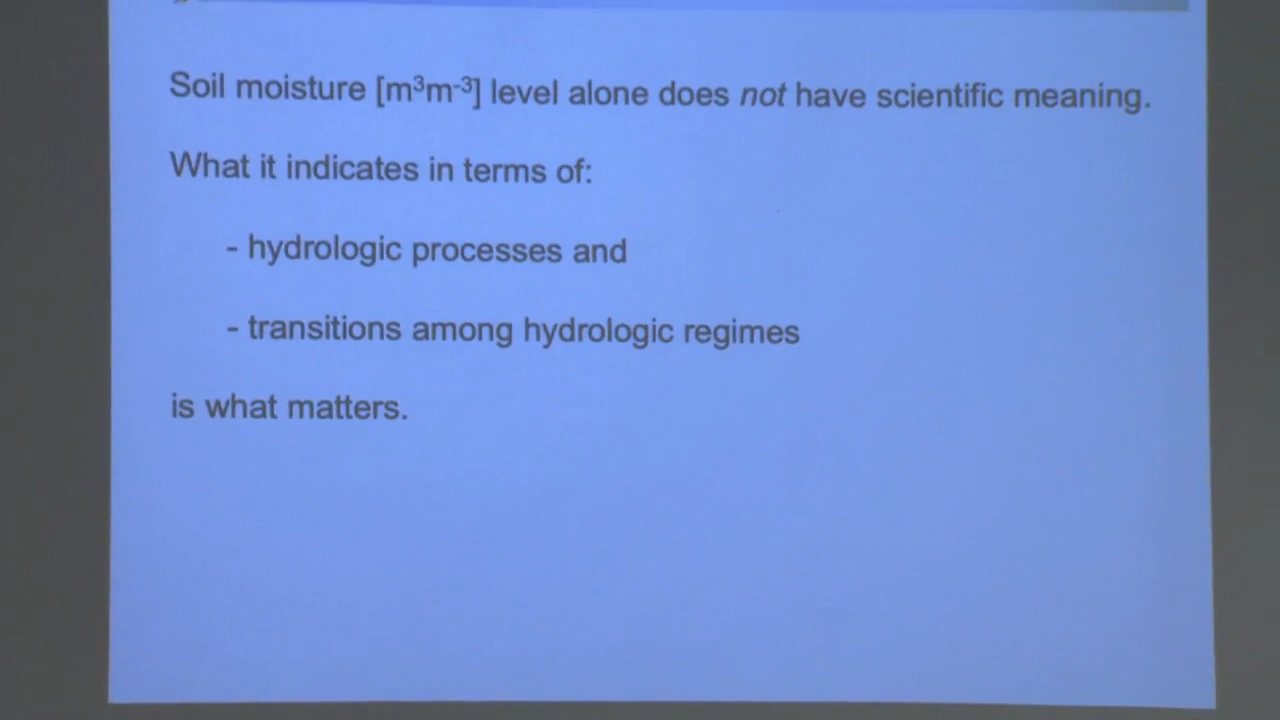 Soil moisture [m³m⁻³] level alone does not have scientific meaning.
What it indicates in terms of:
- hydrologic processes and
- transitions among hydrologic regimes
is what matters.